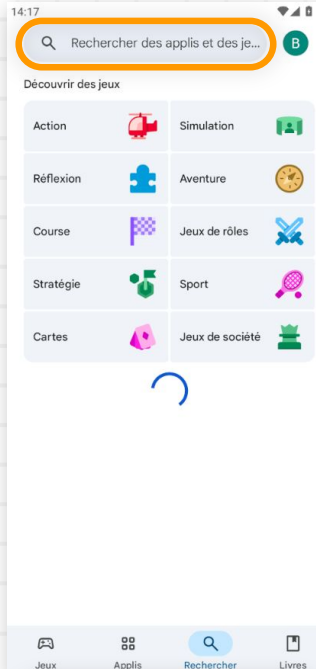 14:17
Rechercher des applis et des je...
B
Découvrir des jeux
Action
Simulation
Réflexion
Aventure
Course
Jeux de rôles
Stratégie
Sport
Cartes
Jeux de société
Jeux
Applis
Rechercher
Livres